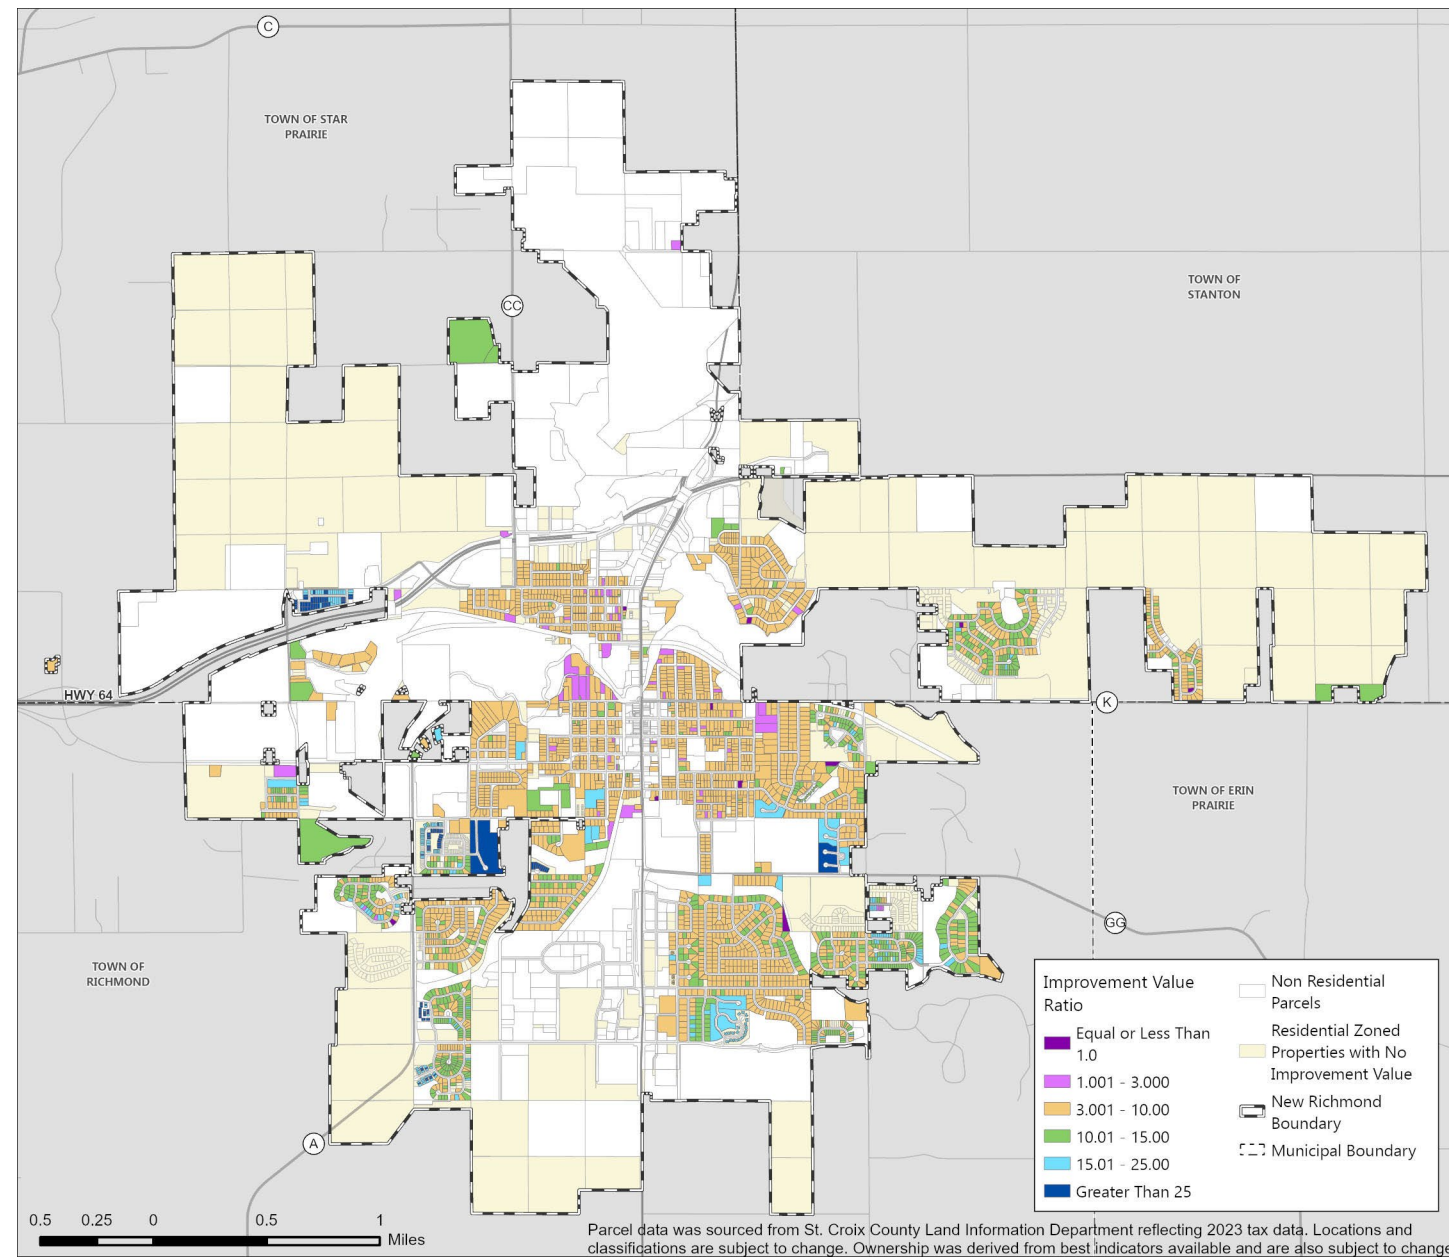 C
TOWN OF STAR
PRAIRIE
TOWN OF
STANTON
CC
HWY 64
K
TOWN OF ERIN
PRAIRIE
GG
TOWN OF
RICHMOND
A
Improvement Value
Ratio
Equal or Less Than
1.0
1.001 - 3.000
3.001 - 10.00
10.01 - 15.00
15.01 - 25.00
Greater Than 25
Non Residential
Parcels
Residential Zoned
Properties with No
Improvement Value
New Richmond
Boundary
Municipal Boundary
0.5 0.25 0 0.5 1
Miles
Parcel data was sourced from St. Croix County Land Information Department reflecting 2023 tax data. Locations and
classifications are subject to change. Ownership was derived from best indicators available and are also subject to chang